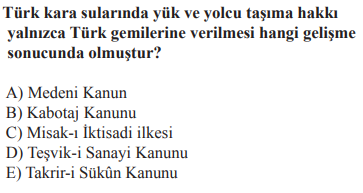 Türk kara sularında yük ve yolcu taşıma hakkı
yalnızca Türk gemilerine verilmesi hangi gelişme
sonucunda olmuştur?
A) Medeni Kanun
B) Kabotaj Kanunu
C) Misak-ı İktisadi ilkesi
D) Teşvik-i Sanayi Kanunu
E) Takrir-i Sükûn Kanunu